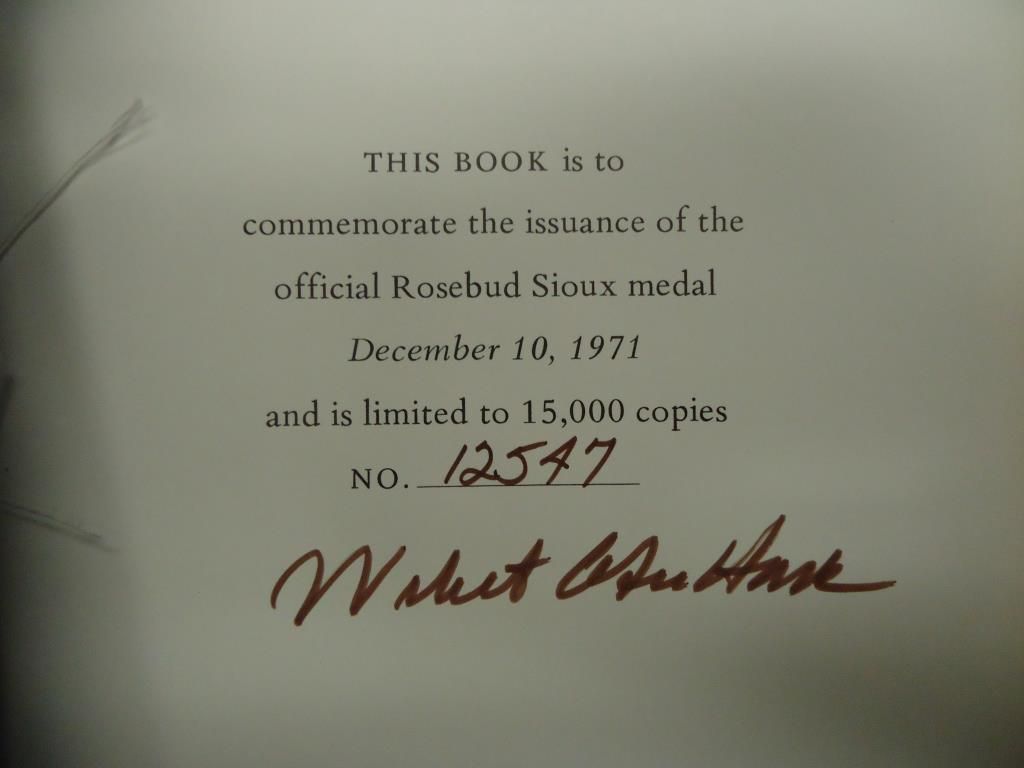 THIS BOOK is to
commemorate the issuance of the
official Rosebud Sioux medal
December 10, 1971
and is limited to 15,000 copies
NO. 12547